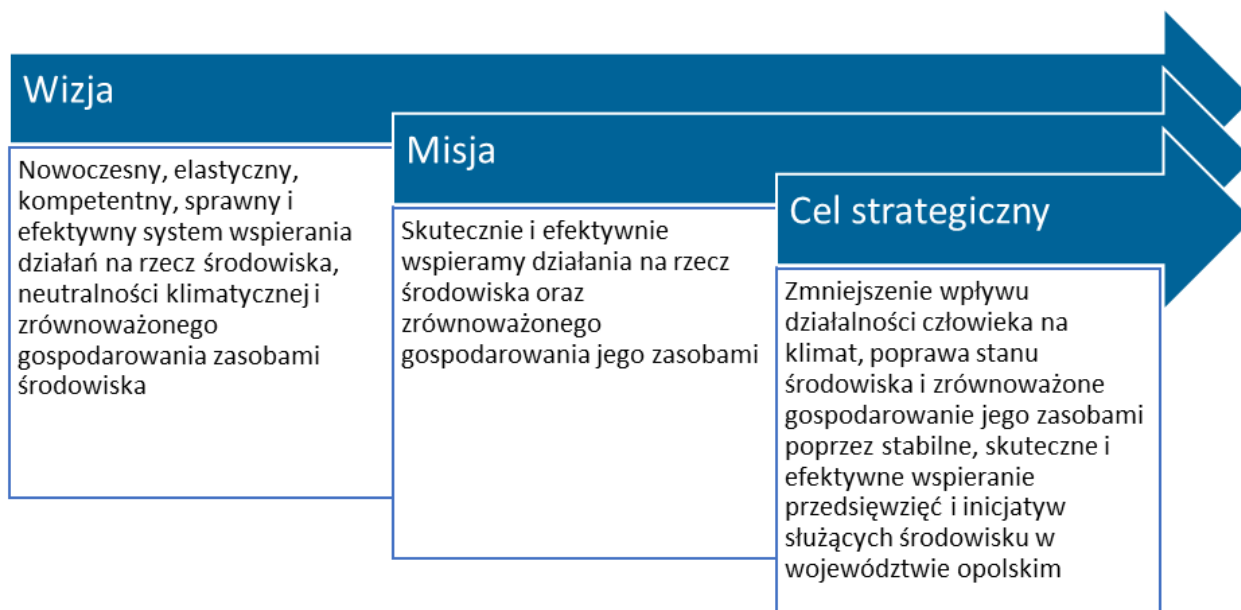 Wizja
Nowoczesny, elastyczny,
kompetentny, sprawny i
efektywny system wspierania
działań na rzecz środowiska,
neutralności klimatycznej i
zrównoważonego
gospodarowania zasobami
środowiska
Misja
Skutecznie i efektywnie
wspieramy działania na rzecz
środowiska oraz
zrównoważonego
gospodarowania jego zasobami
Cel strategiczny
Zmniejszenie wpływu
działalności człowieka na
klimat, poprawa stanu
środowiska i zrównoważone
gospodarowanie jego zasobami
poprzez stabilne, skuteczne i
efektywne wspieranie
przedsięwzięć i inicjatyw
służących środowisku w
województwie opolskim